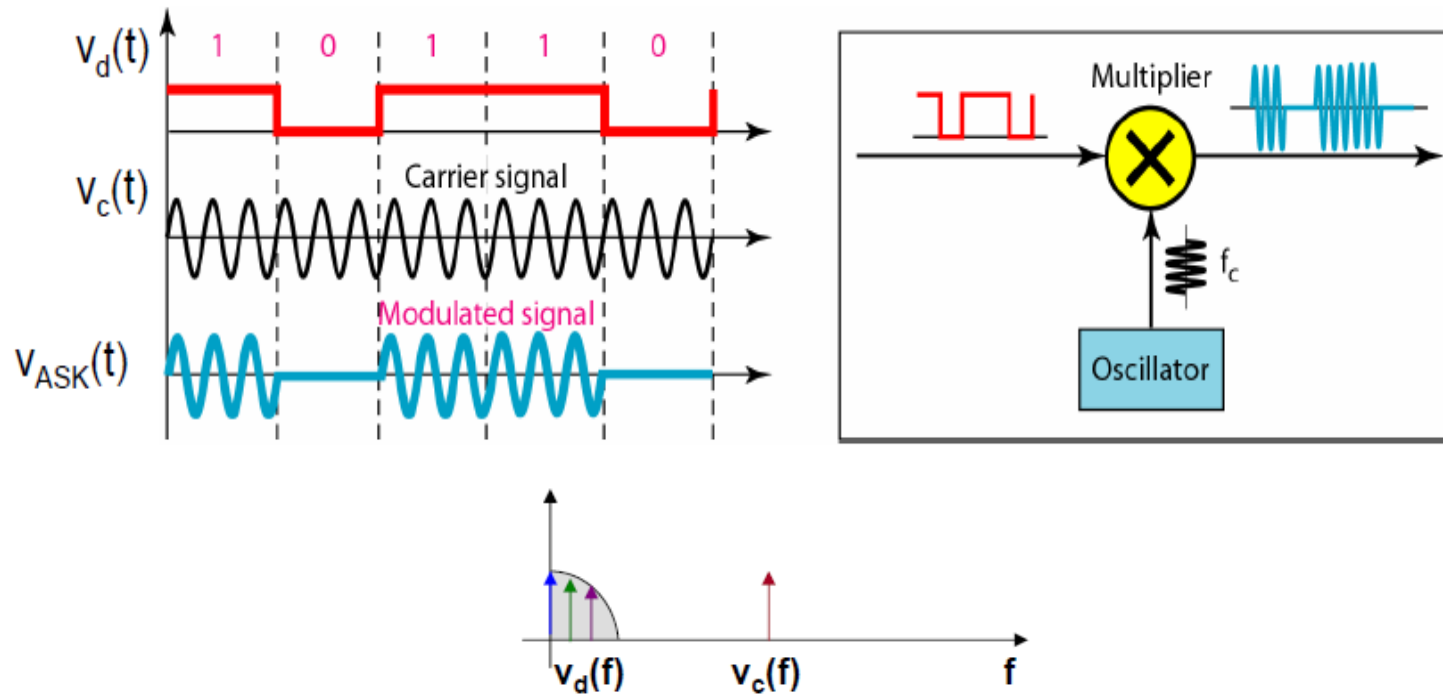 v_d(t)
1 0 1 1 0
v_c(t)
Carrier signal
Modulated signal
v_ASK(t)
Multiplier
f_c
Oscillator
v_d(f) v_c(f) f